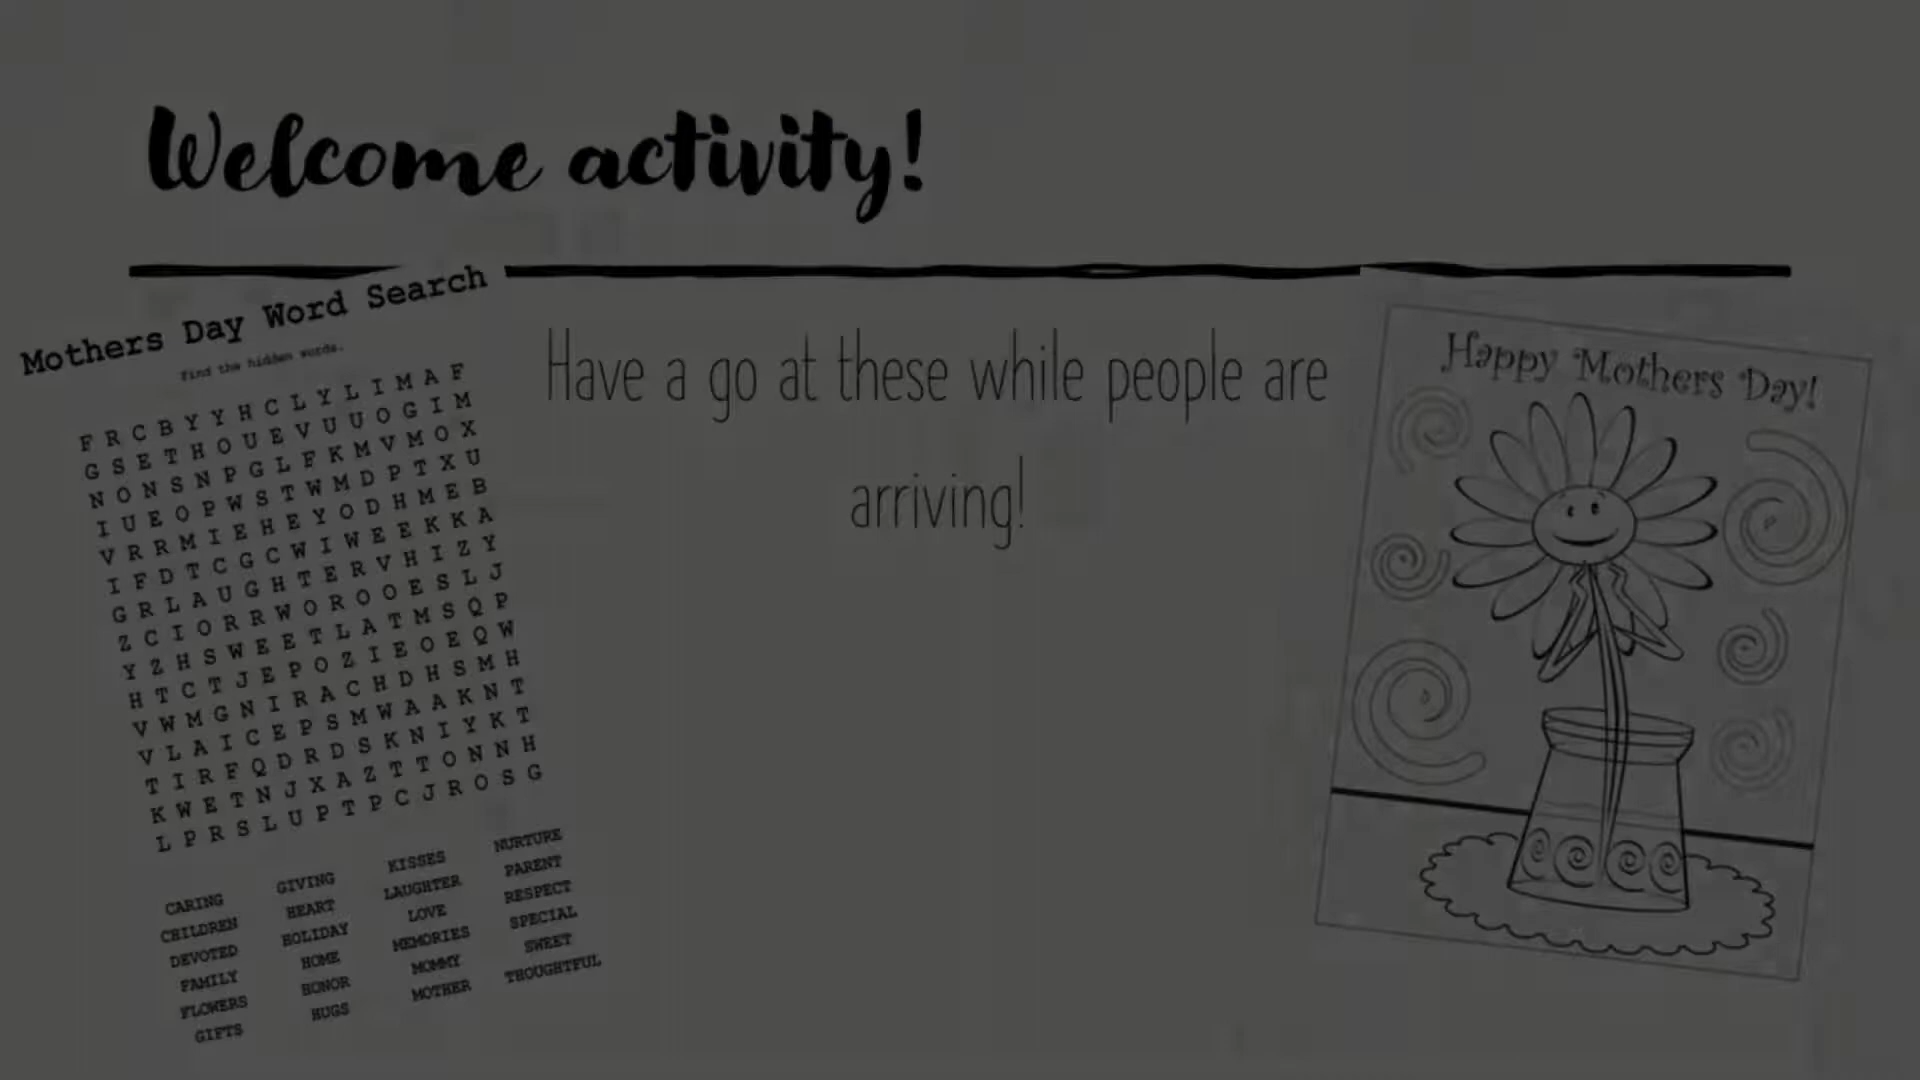 Welcome activity!
Mothers Day Word Search
Find the hidden words.
Have a go at these while people are
arriving!
F R C B Y Y H C L Y L I M A F
G S E T H O U E V U U O G I M
N O N S N P G L F K M V M O X
I U E O P W S T W M D P T X U
V R R M I E H E Y O D H M E B
I F D T C G C W I W E E K K A
G R L A U G H T E R V H I Z Y
Z C I O R R W O R O O E S L J
Y Z H S W E E T L A T M S Q P
H T C T J E P O Z I E O E Q W
V W M G N I R A C H D H S M H
V L A I C E P S M W A A K N T
T I R F Q D R D S K N I Y K T
K W E T N J X A Z T T O N N H
L P R S L U P T P C J R O S G
CARING GIVING KISSES NURTURE
CHILDREN HEART LAUGHTER PARENT
DEVOTED HOLIDAY LOVE RESPECT
FAMILY HOME MEMORIES SPECIAL
FLOWERS HONOR MOMMY SWEET
GIFTS HUGS MOTHER THOUGHTFUL
Happy Mothers Day!